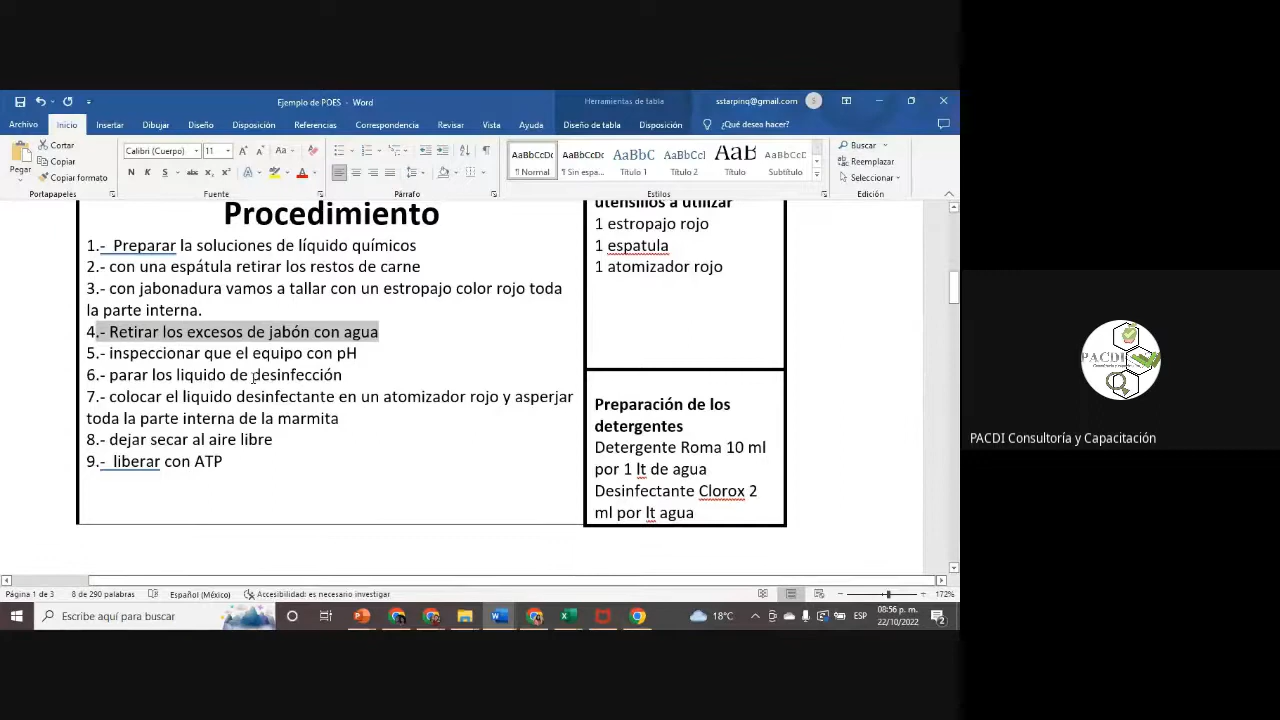 Ejemplo de POES - Word
Herramientas de tabla
sstarpinq@gmail.com
S
Archivo
Inicio
Insertar
Dibujar
Diseño
Disposición
Referencias
Correspondencia
Revisar
Vista
Ayuda
Diseño de tabla
Disposición
¿Qué desea hacer?
Pegar
Cortar
Copiar
Copiar formato
Portapapeles
Calibri (Cuerpo)
11
Fuente
Párrafo
AaBbCcDc
AaBbCcDc
AaBbC
AaBbCcI
AaB
AaBbCcD
¶ Normal
¶ Sin espa...
Título 1
Título 2
Título
Subtítulo
Estilos
Buscar
Reemplazar
Seleccionar
Edición
Procedimiento
1.- Preparar la soluciones de líquido químicos
2.- con una espátula retirar los restos de carne
3.- con jabonadura vamos a tallar con un estropajo color rojo toda
la parte interna.
4.- Retirar los excesos de jabón con agua
5.- inspeccionar que el equipo con pH
6.- parar los liquido de desinfección
7.- colocar el liquido desinfectante en un atomizador rojo y asperjar
toda la parte interna de la marmita
8.- dejar secar al aire libre
9.- liberar con ATP
utensilios a utilizar
1 estropajo rojo
1 espatula
1 atomizador rojo
Preparación de los
detergentes
Detergente Roma 10 ml
por 1 lt de agua
Desinfectante Clorox 2
ml por lt agua
PACDI
PACDI Consultoría y Capacitación
Página 1 de 3
8 de 290 palabras
Español (México)
Accesibilidad: es necesario investigar
172%
Escribe aquí para buscar
18°C
ESP
08:56 p. m.
22/10/2022
2